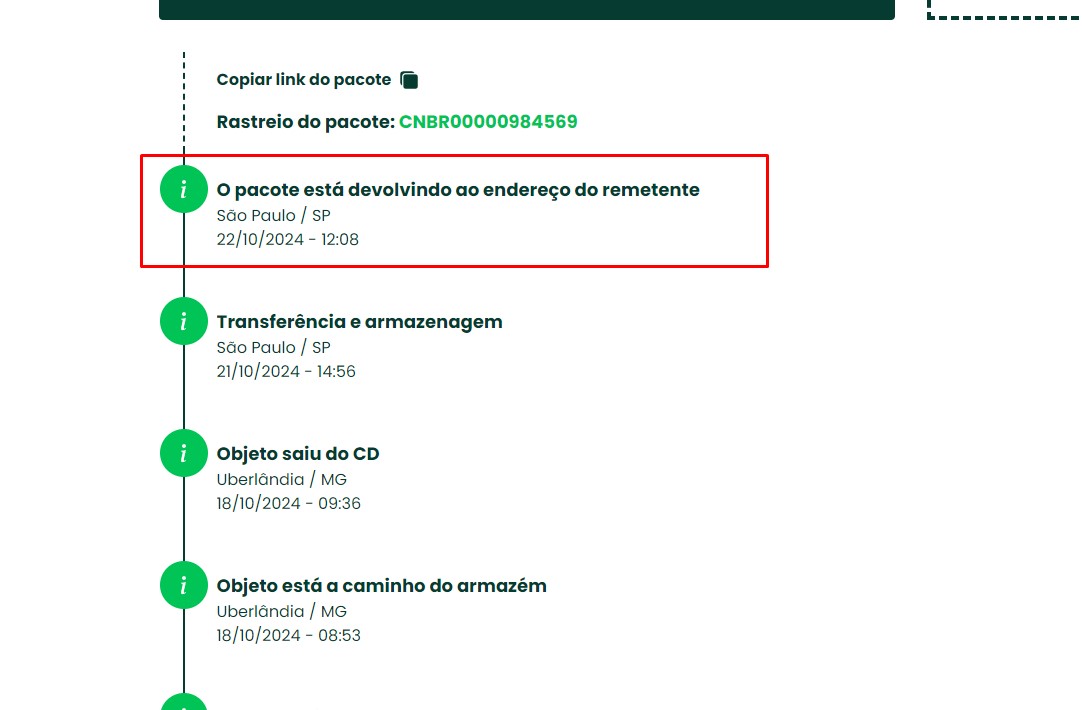 Copiar link do pacote
Rastreio do pacote: CNBR00000984569
O pacote está devolvindo ao endereço do remetente
São Paulo / SP
22/10/2024 - 12:08
Transferência e armazenagem
São Paulo / SP
21/10/2024 - 14:56
Objeto saiu do CD
Uberlândia / MG
18/10/2024 - 09:36
Objeto está a caminho do armazém
Uberlândia / MG
18/10/2024 - 08:53